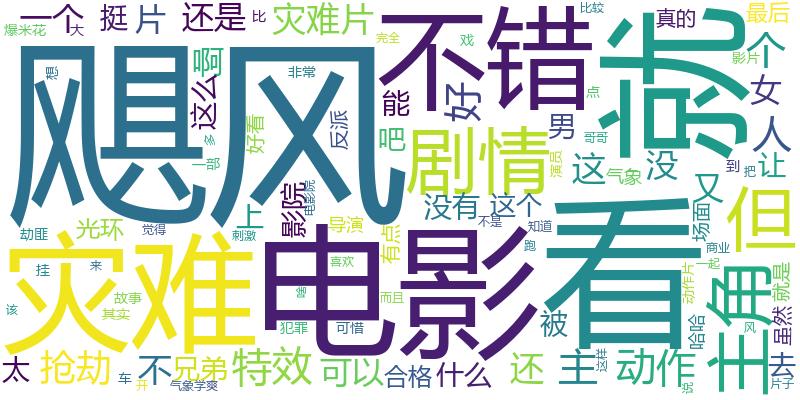 一个
大
挺
片
还是
比
灾难片
不错
就
比较
真的
最后
爆米花
完全
戏
影片
个
飓风
想
啊
非常
这么
能
好
点
女
好看
反派
吧
剧情
男
哥哥
人
多
一部
演员
这
气象
没
到
把
让
又
但
上
影院
电影院
没有
这个
场面
光环
导演
劫匪
觉得
刺激
有点
不是
知道
跑
商业
灾难
电影
看
主角
喜欢
动作片
一起
就是
挂
来
啥
而且
该
故事
其实
犯罪
可惜
被
哈哈
虽然
风
太
抢劫
不
兄弟
特效
可以
合格
什么
还
主
这样
动作
说
去
车
开
气象学爽
片子